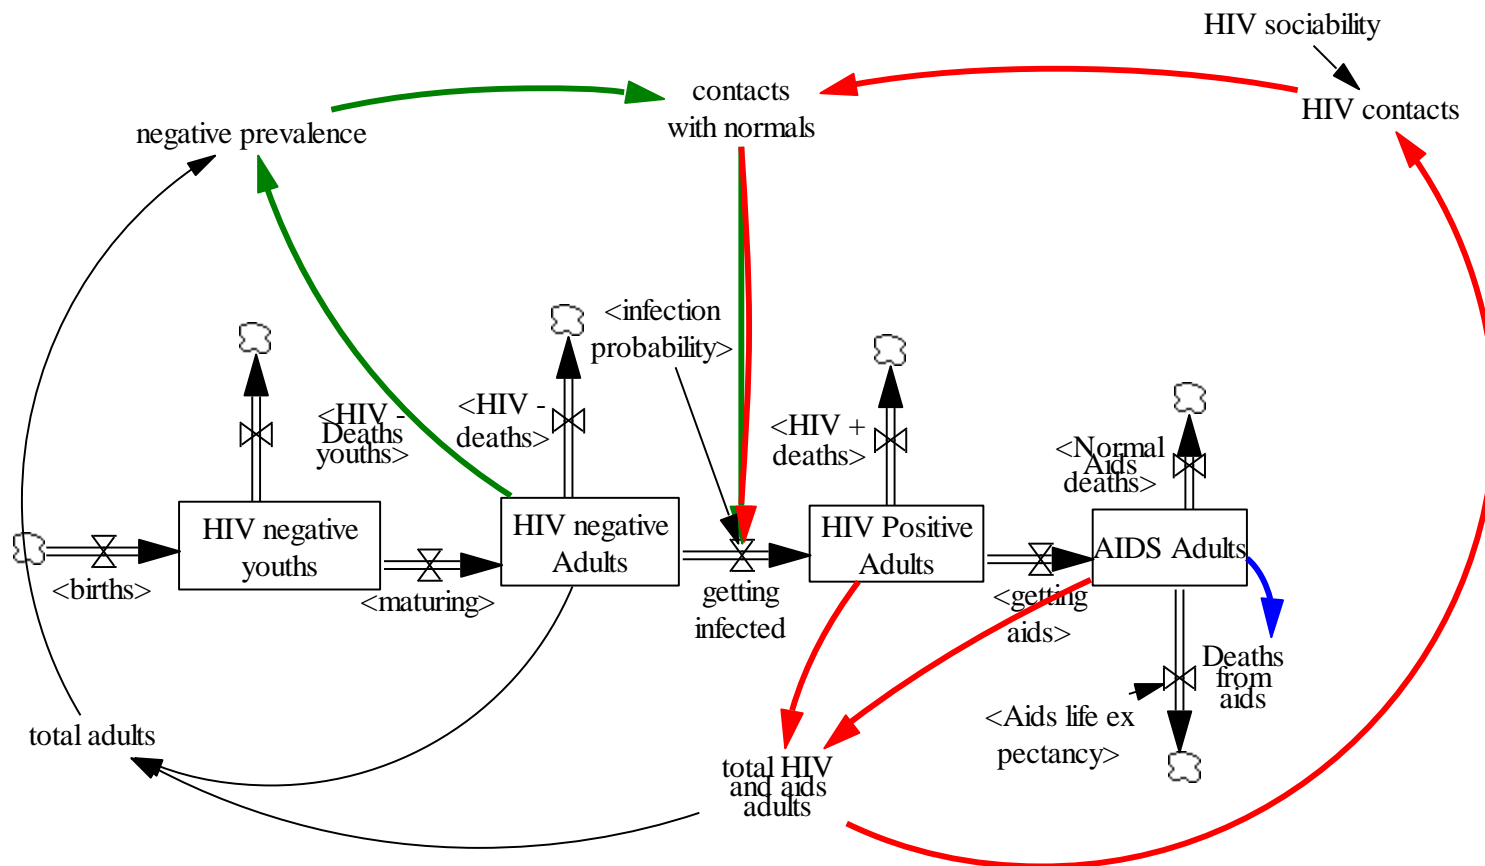 HIV sociability
HIV contacts
contacts
with normals
negative prevalence
<infection
probability>
<HIV -
Deaths
youths>
<HIV -
deaths>
<HIV +
deaths>
<Normal
Aids
deaths>
HIV negative
youths
HIV negative
Adults
HIV Positive
Adults
AIDS Adults
<births>
<maturing>
getting
infected
<getting
aids>
Deaths
from
aids
<Aids life ex
pectancy>
total adults
total HIV
and aids
adults